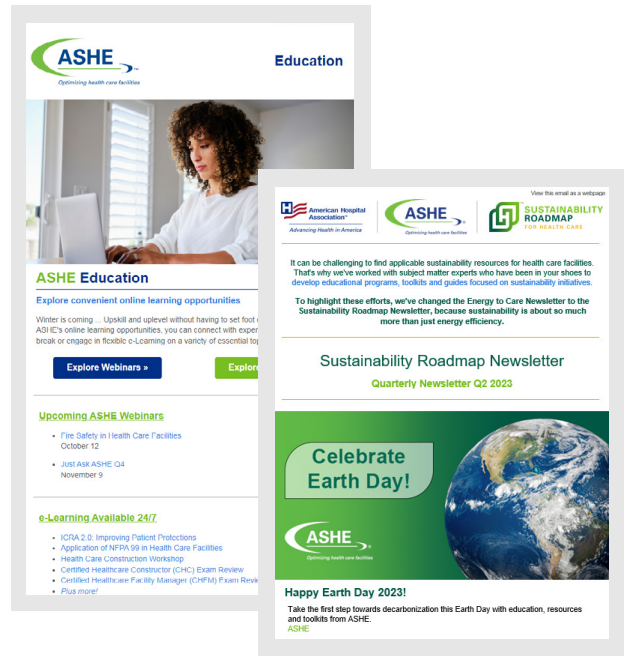 ASHE
Optimizing health care facilities
Education
ASHE Education
Explore convenient online learning opportunities
Winter is coming ... Upskill and uplevel without having to set foot
ASHE's online learning opportunities, you can connect with
break or engage in flexible e-Learning on a variety of essential
Explore Webinars »
Upcoming ASHE Webinars
• Fire Safety in Health Care Facilities
October 12
• Just Ask ASHE Q4
November 9
e-Learning Available 24/7
• ICRA 2.0: Improving Patient Protections
• Application of NFPA 99 in Health Care Facilities
• Health Care Construction Workshop
• Certified Healthcare Constructor (CHC) Exam Review
• Certified Healthcare Facility Manager (CHFM) Exam
• Plus more!
View this email as a webpage
American Hospital
Association™
Advancing Health in America
ASHE
Optimizing health care facilities
SUSTAINABILITY
ROADMAP
FOR HEALTH CARE
It can be challenging to find applicable sustainability resources for health care facilities.
That's why we've worked with subject matter experts who have been in your shoes to
develop educational programs, toolkits and guides focused on sustainability initiatives.
To highlight these efforts, we've changed the Energy to Care Newsletter to the
Sustainability Roadmap Newsletter, because sustainability is about so much
more than just energy efficiency.
Sustainability Roadmap Newsletter
Quarterly Newsletter Q2 2023
Celebrate
Earth Day!
ASHE
Optimizing health care facilities
Happy Earth Day 2023!
Take the first step towards decarbonization this Earth Day with education, resources
and toolkits from ASHE.
ASHE